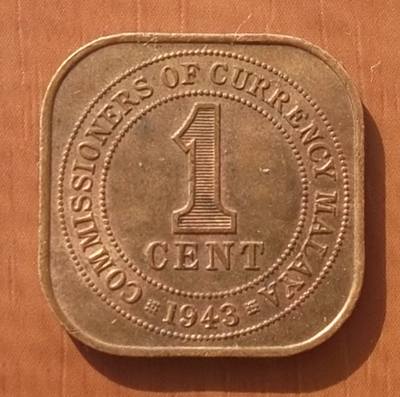 COMMISSIONERS OF CURRENCY MALAYA
1
CENT
1943